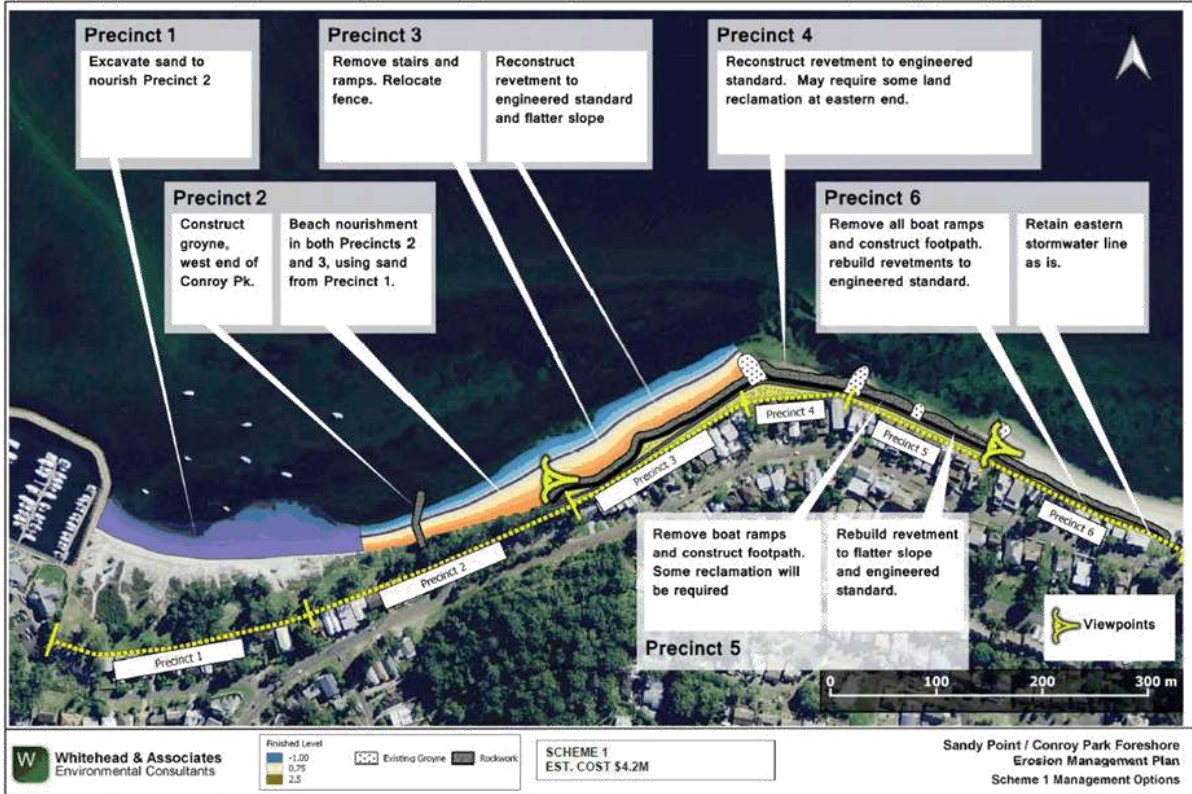 Precinct 1
Excavate sand to
nourish Precinct 2
Precinct 3
Remove stairs and
ramps. Relocate
fence.
Reconstruct
revetment to
engineered standard
and flatter slope
Precinct 4
Reconstruct revetment to engineered
standard. May require some land
reclamation at eastern end.
Precinct 2
Construct
groyne,
west end of
Conroy Pk.
Beach nourishment
in both Precincts 2
and 3, using sand
from Precinct 1.
Precinct 6
Remove all boat ramps
and construct footpath.
rebuild revetments to
engineered standard.
Retain eastern
stormwater line
as is.
Precinct 1
Precinct 2
Precinct 3
Precinct 4
Precinct 5
Precinct 6
Remove boat ramps
and construct footpath.
Some reclamation will
be required
Rebuild revetment
to flatter slope
and engineered
standard.
Precinct 5
Viewpoints
0 100 200 300 m
W
Whitehead & Associates
Environmental Consultants
Finished Level
-1.00
0.75
2.5
Existing Groyne
Rockwork
SCHEME 1
EST. COST $4.2M
Sandy Point / Conroy Park Foreshore
Erosion Management Plan
Scheme 1 Management Options